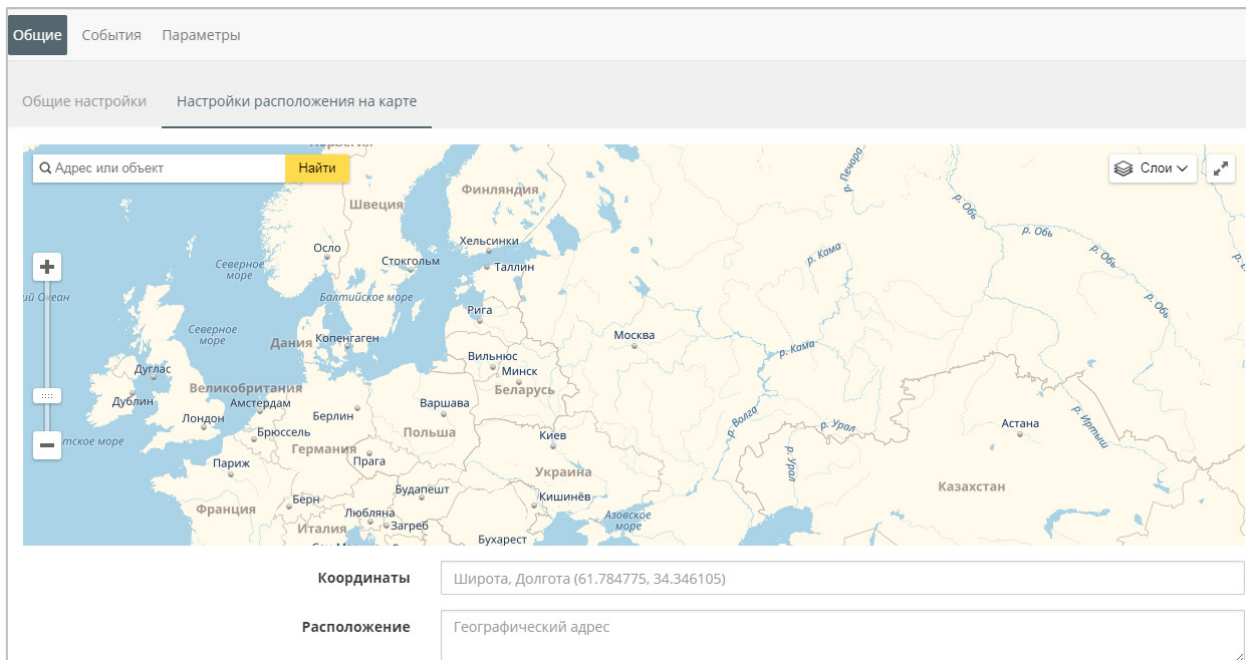 Общие События Параметры
Общие настройки Настройки расположения на карте
Адрес или объект Найти
Слои
Финляндия
Швеция
р. Печора
р. Обь
р. Обь
р. Обь
р. Обь
Хельсинки
Осло
Стокгольм
Таллин
р. Кама
Северное
море
Балтийское море
Рига
Северное
море
Дания
Копенгаген
Москва
р. Кама
Вильнюс
Минск
Беларусь
Дуглас
Великобритания
Дублин
Амстердам
Лондон
Берлин
Варшава
р. Волга
р. Урал
Астана
р. Иртыш
тское море
Брюссель
Германия
Польша
Киев
Париж
Прага
Украина
р. Урал
Казахстан
Берн
Будапешт
Кишинёв
Франция
Любляна
Италия
Загреб
Азовское
море
Бухарест
Координаты Широта, Долгота (61.784775, 34.346105)
Расположение Географический адрес